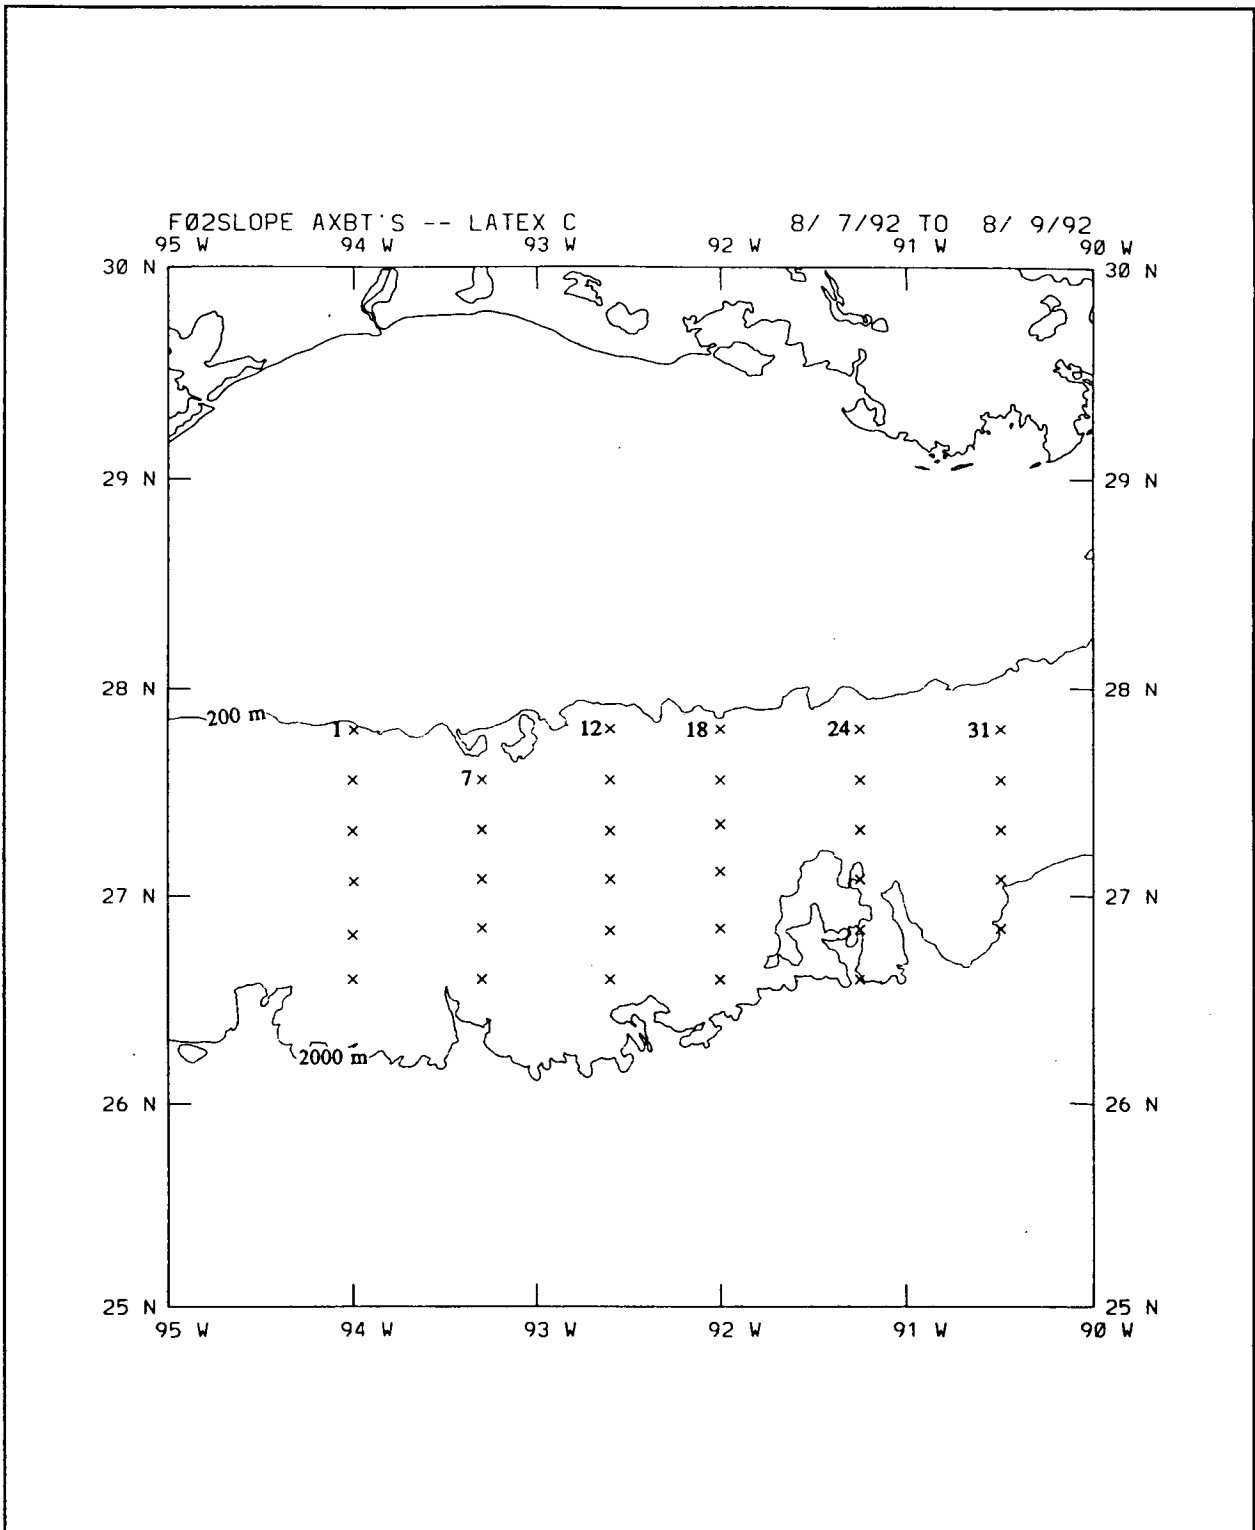 FØ2SLOPE AXBT'S -- LATEX C 8/ 7/92 TO 8/ 9/92
95 W 94 W 93 W 92 W 91 W 90 W
30 N 30 N
29 N 29 N
28 N 28 N
200 m
1 12 18 24 31
7
27 N 27 N
2000 m
26 N 26 N
25 N 25 N
95 W 94 W 93 W 92 W 91 W 90 W